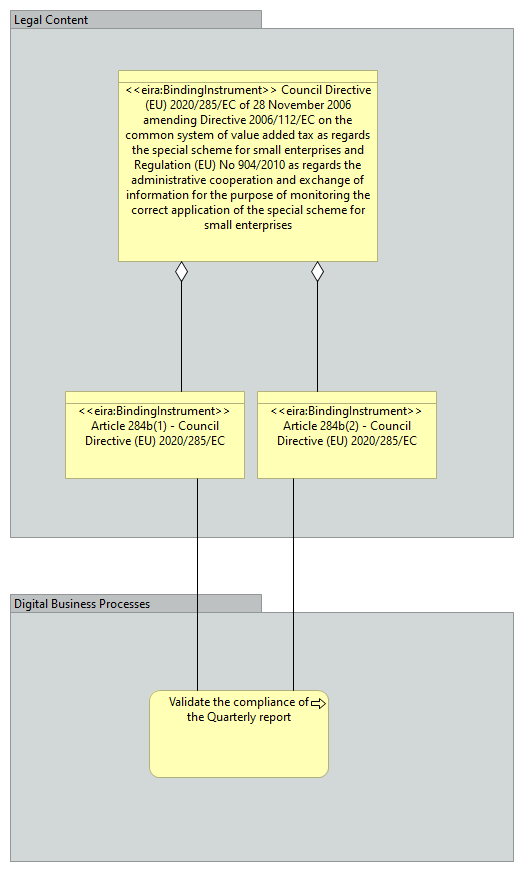 Legal Content
<<eira:BindingInstrument>> Council Directive
(EU) 2020/285/EC of 28 November 2006
amending Directive 2006/112/EC on the
common system of value added tax as regards
the special scheme for small enterprises and
Regulation (EU) No 904/2010 as regards the
administrative cooperation and exchange of
information for the purpose of monitoring the
correct application of the special scheme for
small enterprises
<<eira:BindingInstrument>>
Article 284b(1) - Council
Directive (EU) 2020/285/EC
<<eira:BindingInstrument>>
Article 284b(2) - Council
Directive (EU) 2020/285/EC
Digital Business Processes
Validate the compliance of
the Quarterly report